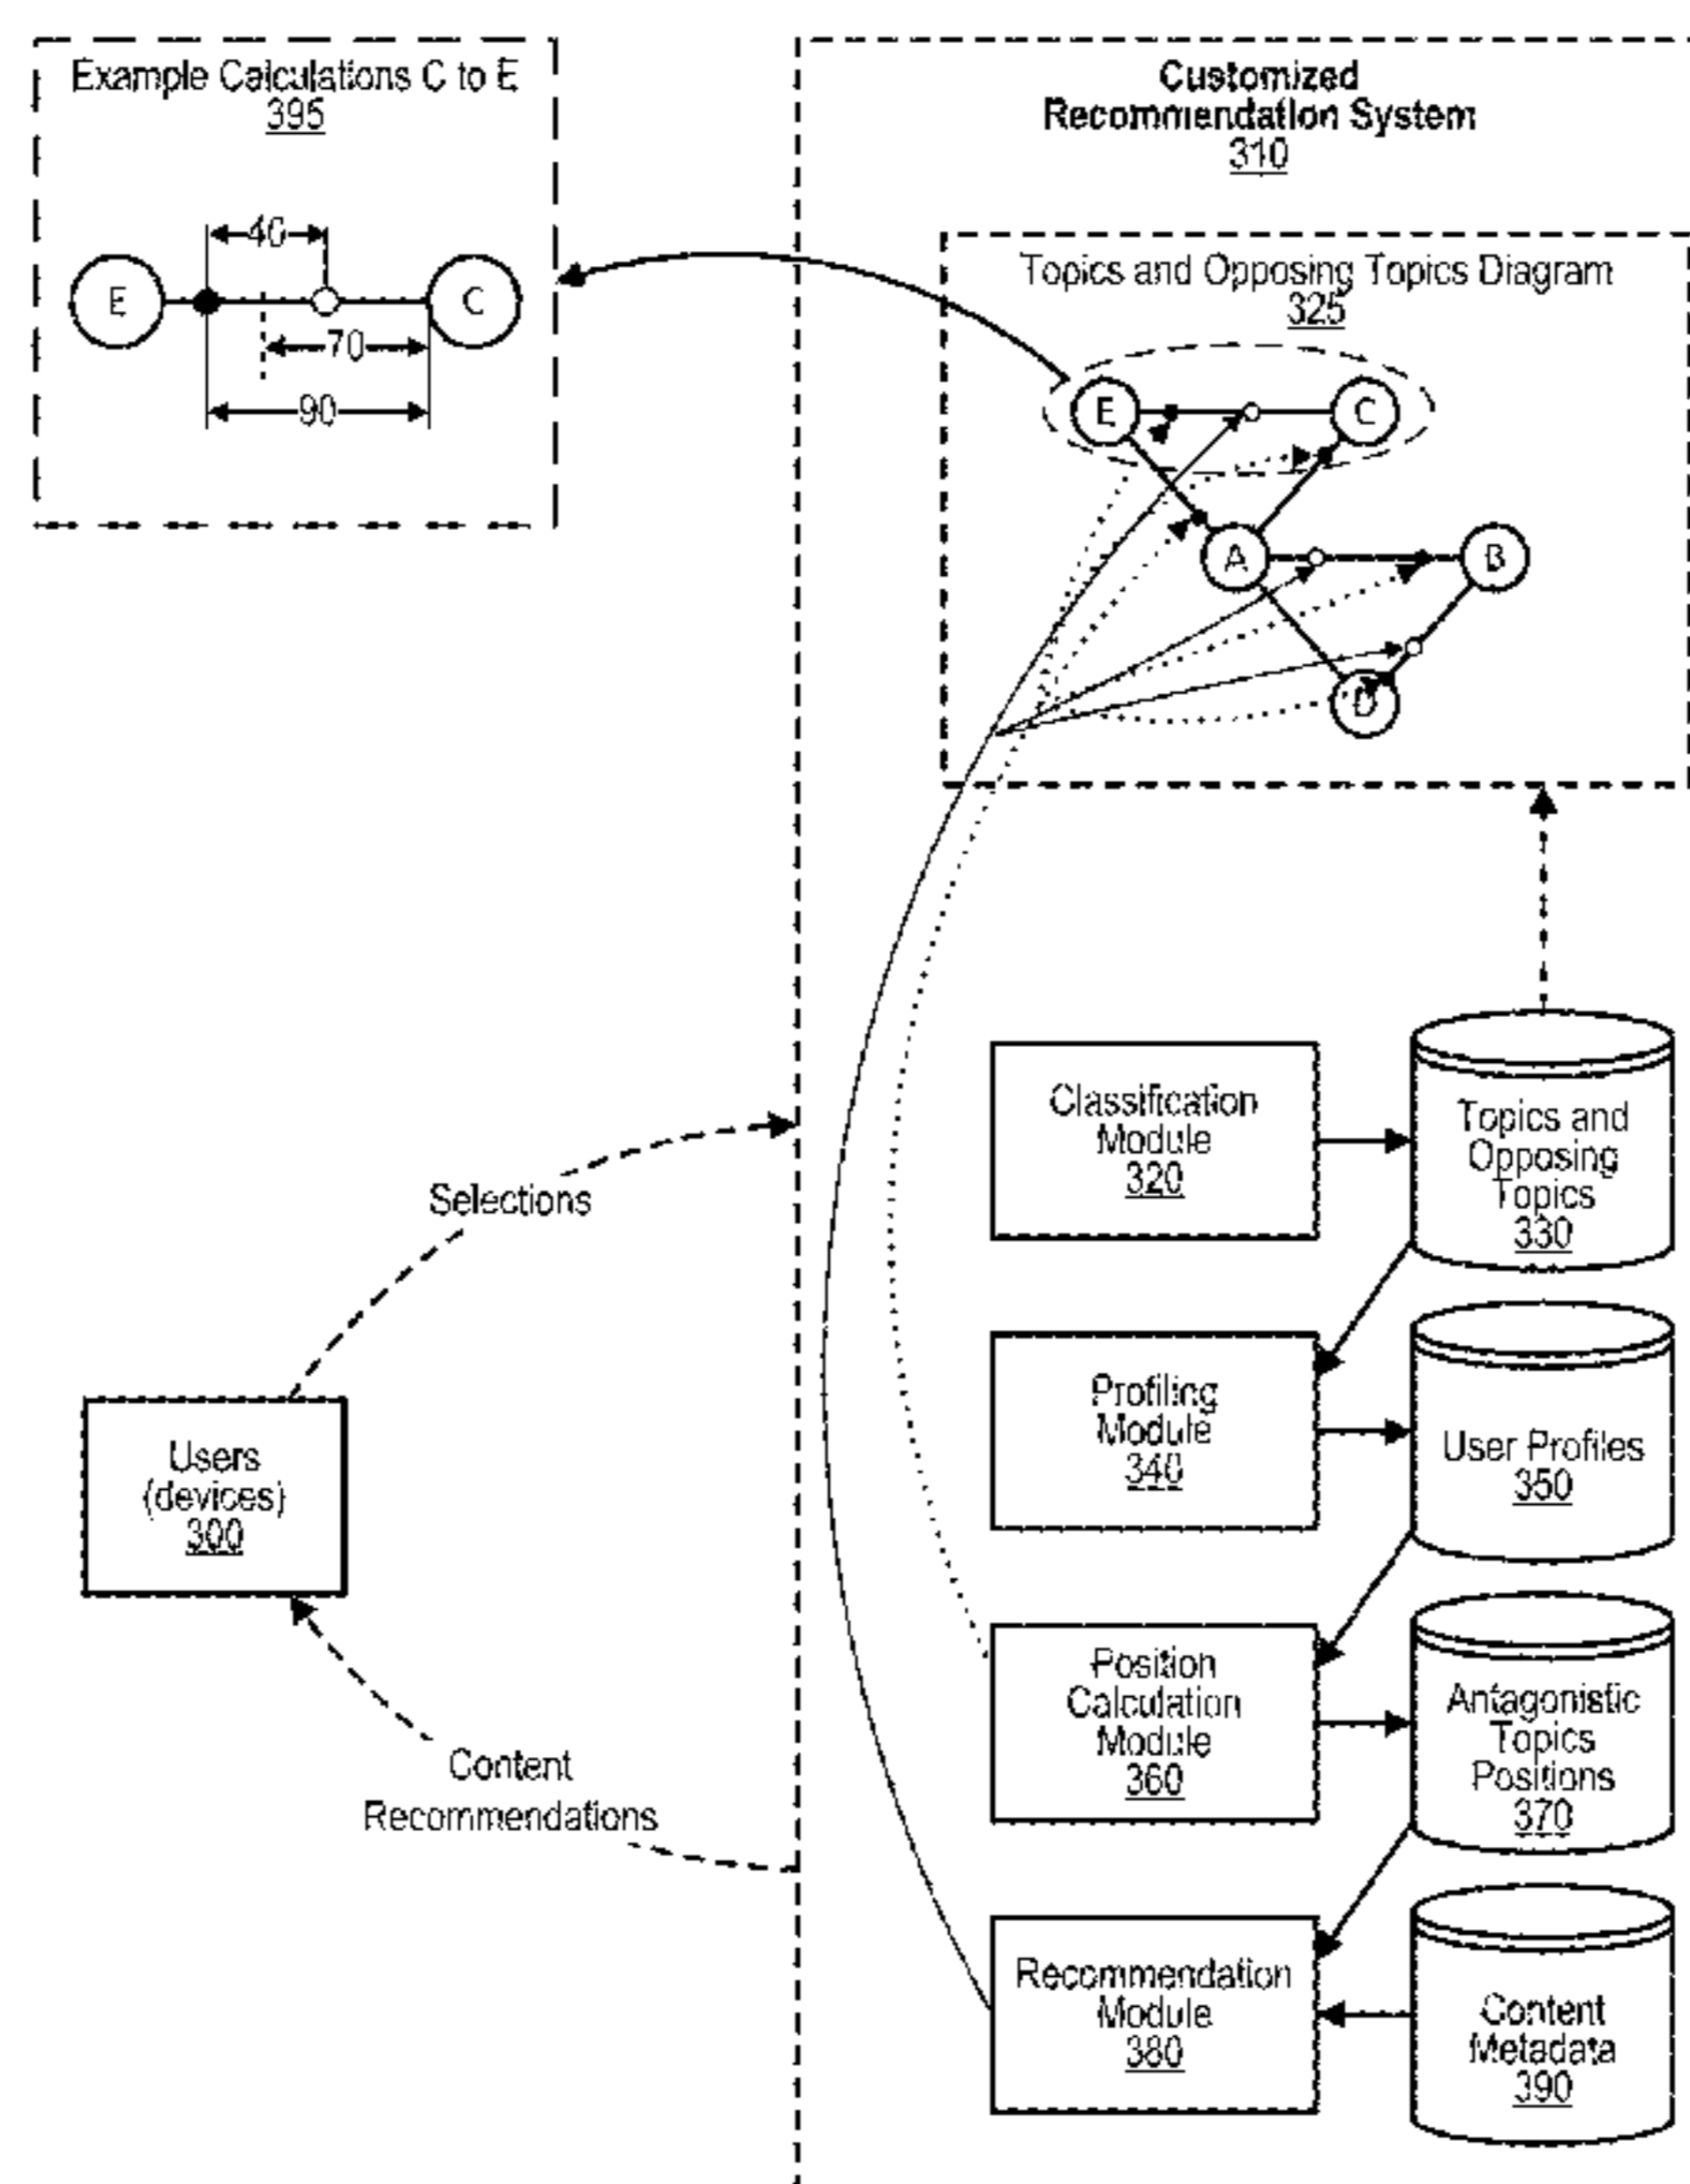 Example Calculations C to E
395
40
E
C
70
90
Customized
Recommendation System
310
Topics and Opposing Topics Diagram
325
E
C
A
B
D
Classification
Module
320
Topics and
Opposing
Topics
330
Selections
Profiling
Module
340
User Profiles
350
Users
(devices)
300
Position
Calculation
Module
360
Antagonistic
Topics
Positions
370
Content
Recommendations
Recommendation
Module
380
Content
Metadata
390